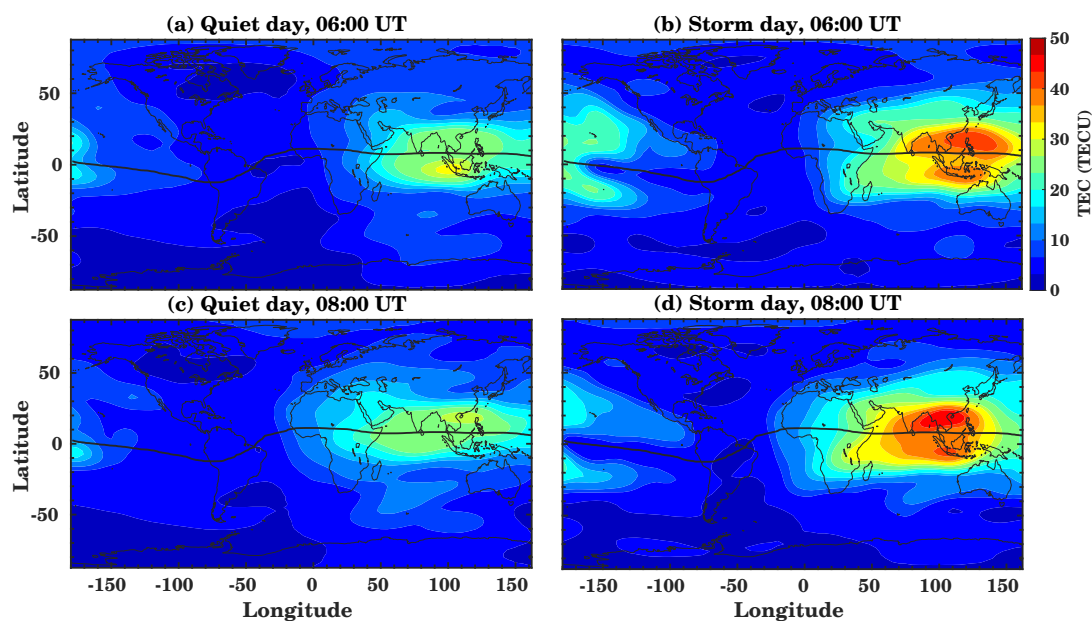 (a) Quiet day, 06:00 UT
(b) Storm day, 06:00 UT
50
0
-50
Latitude
50
40
30
20
10
0
TEC (TECU)
(c) Quiet day, 08:00 UT
(d) Storm day, 08:00 UT
50
0
-50
Latitude
-150 -100 -50 0 50 100 150
-150 -100 -50 0 50 100 150
Longitude
Longitude